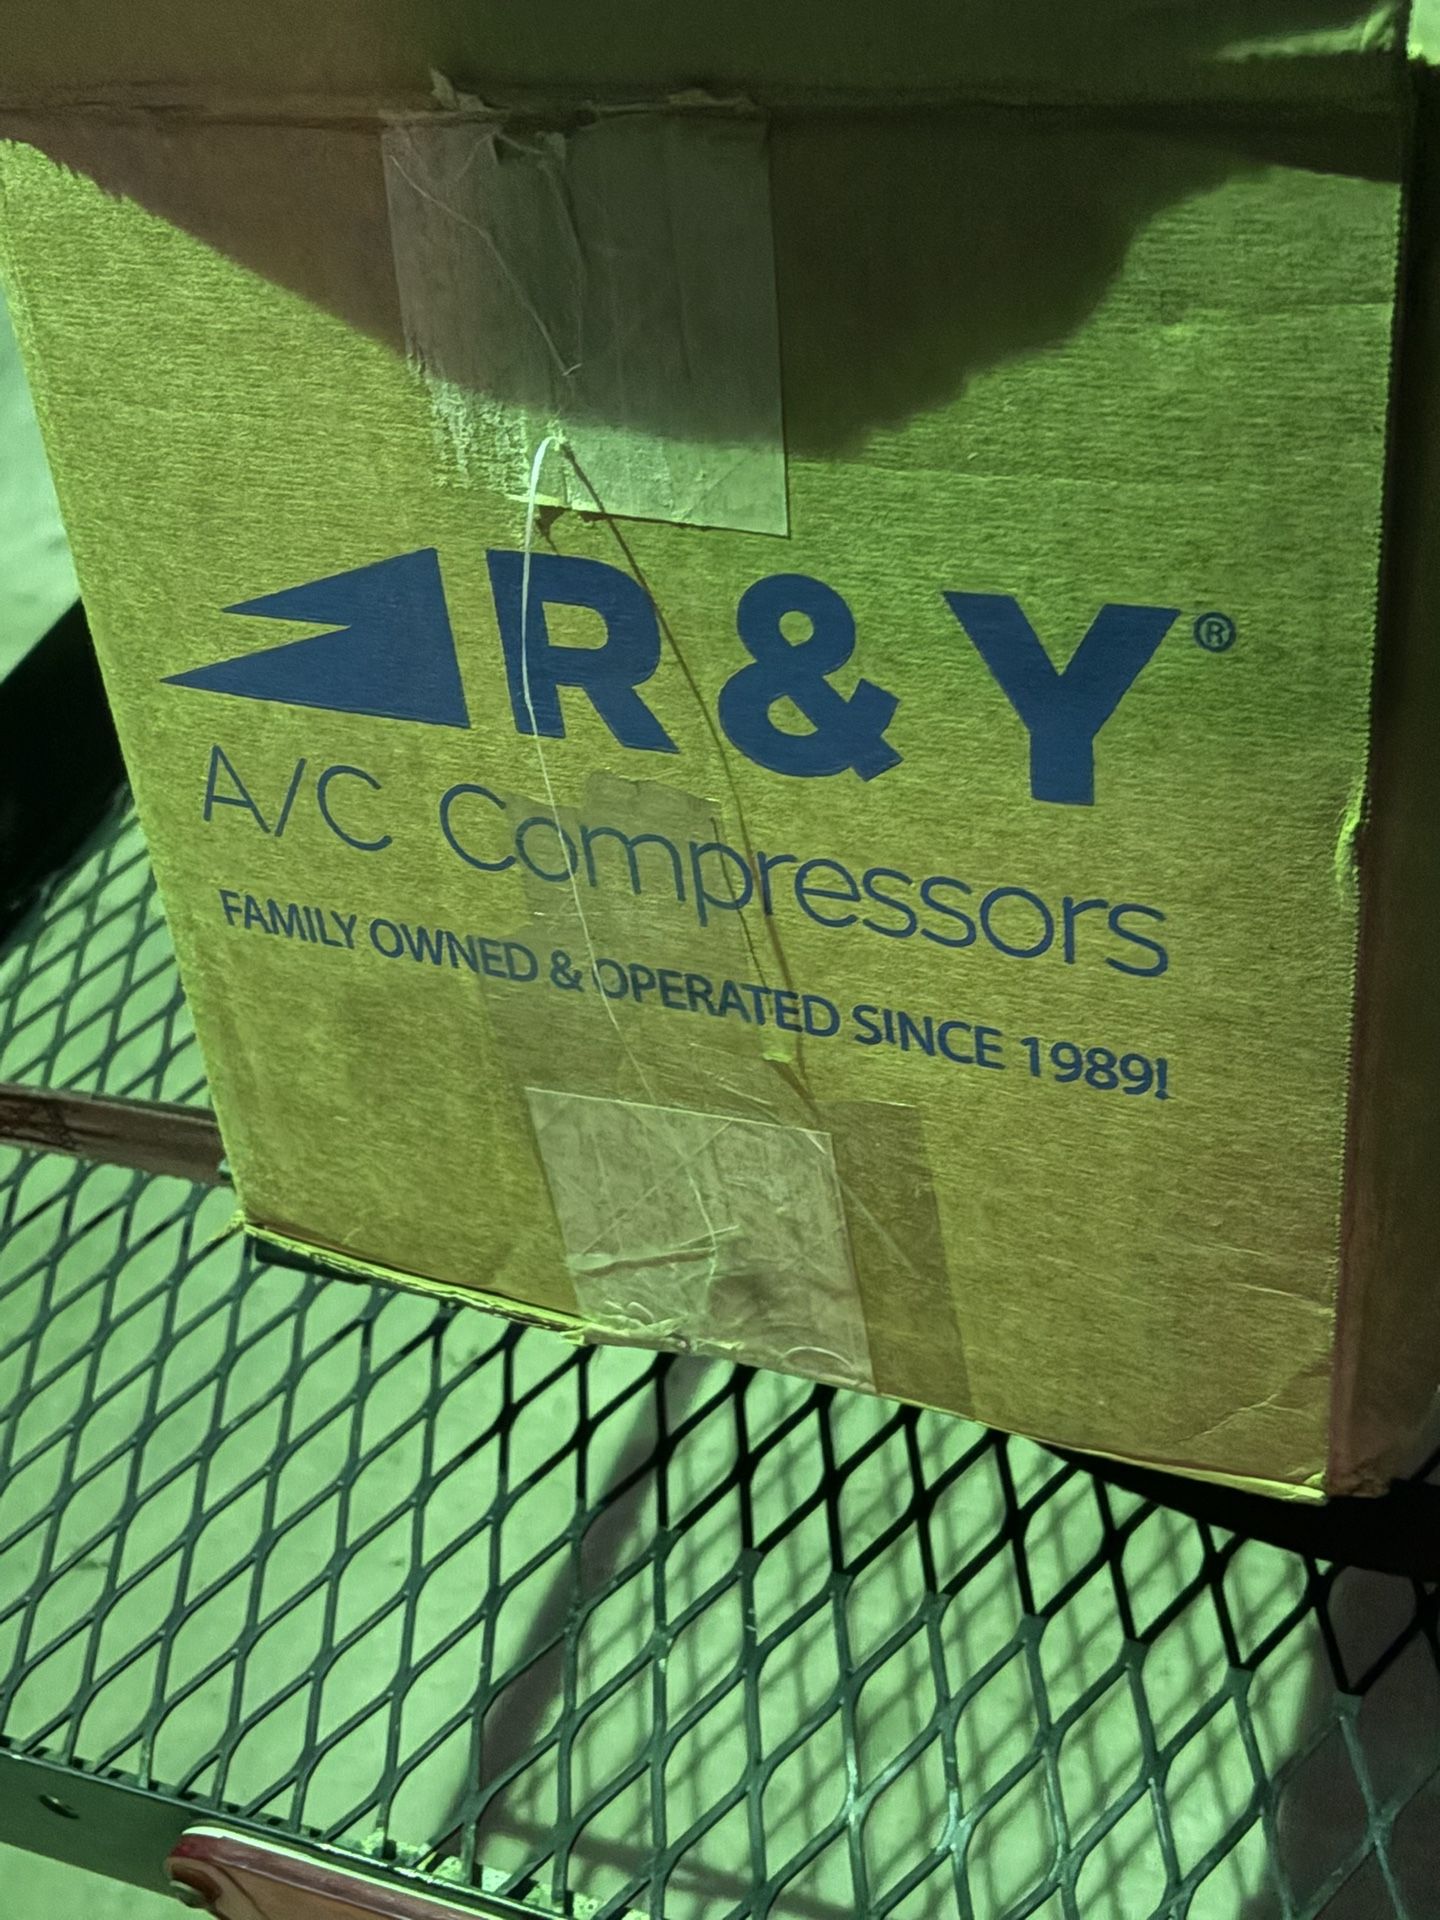 R&Y®
A/C Compressors
FAMILY OWNED & OPERATED SINCE 1989!